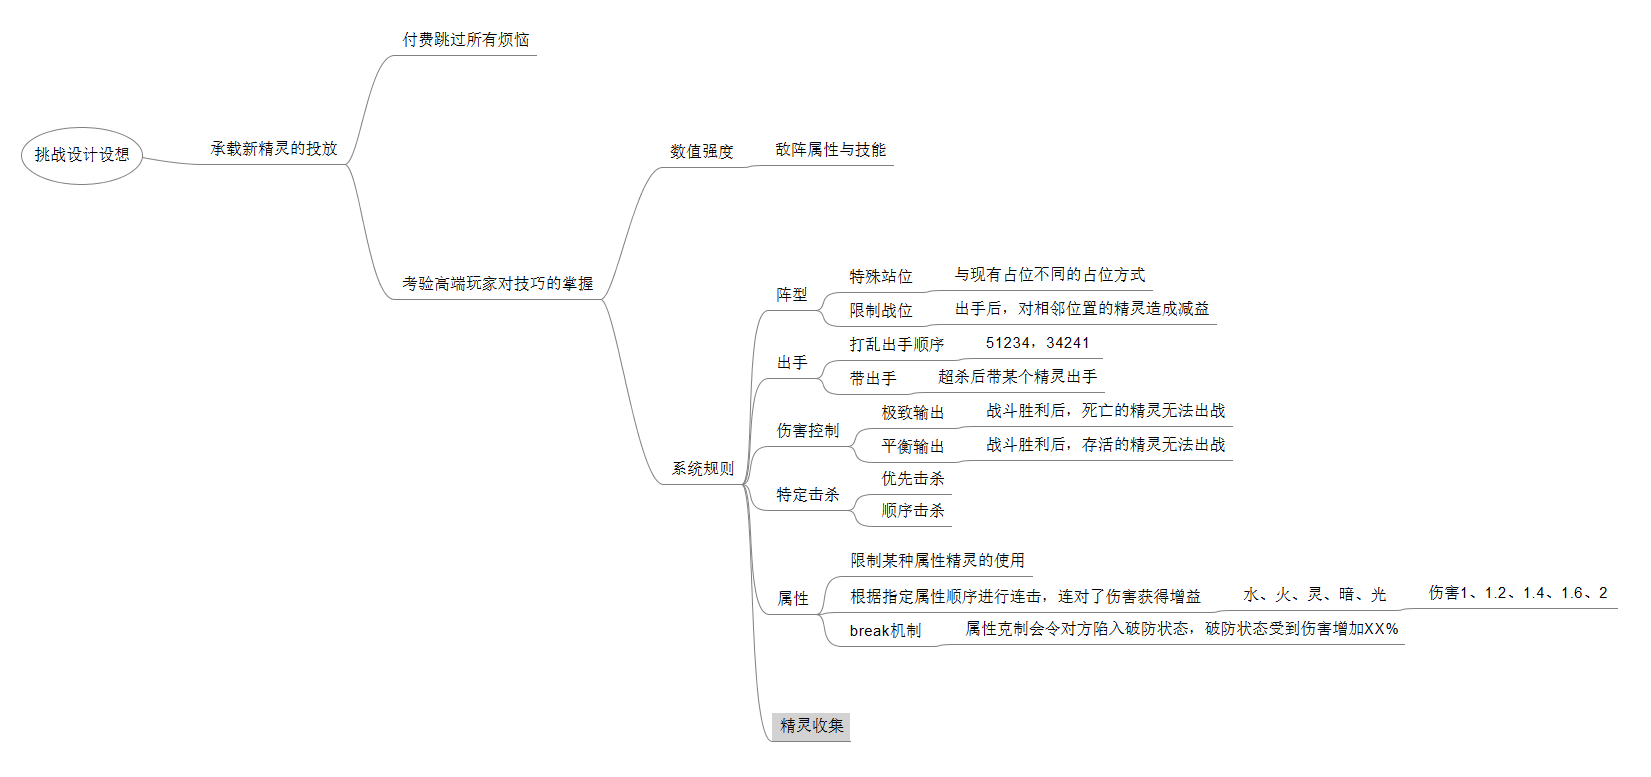 挑战设计设想
承载新精灵的投放
付费跳过所有烦恼
考验高端玩家对技巧的掌握
数值强度
敌阵属性与技能
系统规则
阵型
特殊站位
与现有占位不同的占位方式
限制战位
出手后，对相邻位置的精灵造成减益
出手
打乱出手顺序
51234，34241
带出手
超杀后带某个精灵出手
伤害控制
极致输出
战斗胜利后，死亡的精灵无法出战
平衡输出
战斗胜利后，存活的精灵无法出战
特定击杀
优先击杀
顺序击杀
属性
限制某种属性精灵的使用
根据指定属性顺序进行连击，连对了伤害获得增益
水、火、灵、暗、光
伤害1、1.2、1.4、1.6、2
break机制
属性克制会令对方陷入破防状态，破防状态受到伤害增加XX%
精灵收集